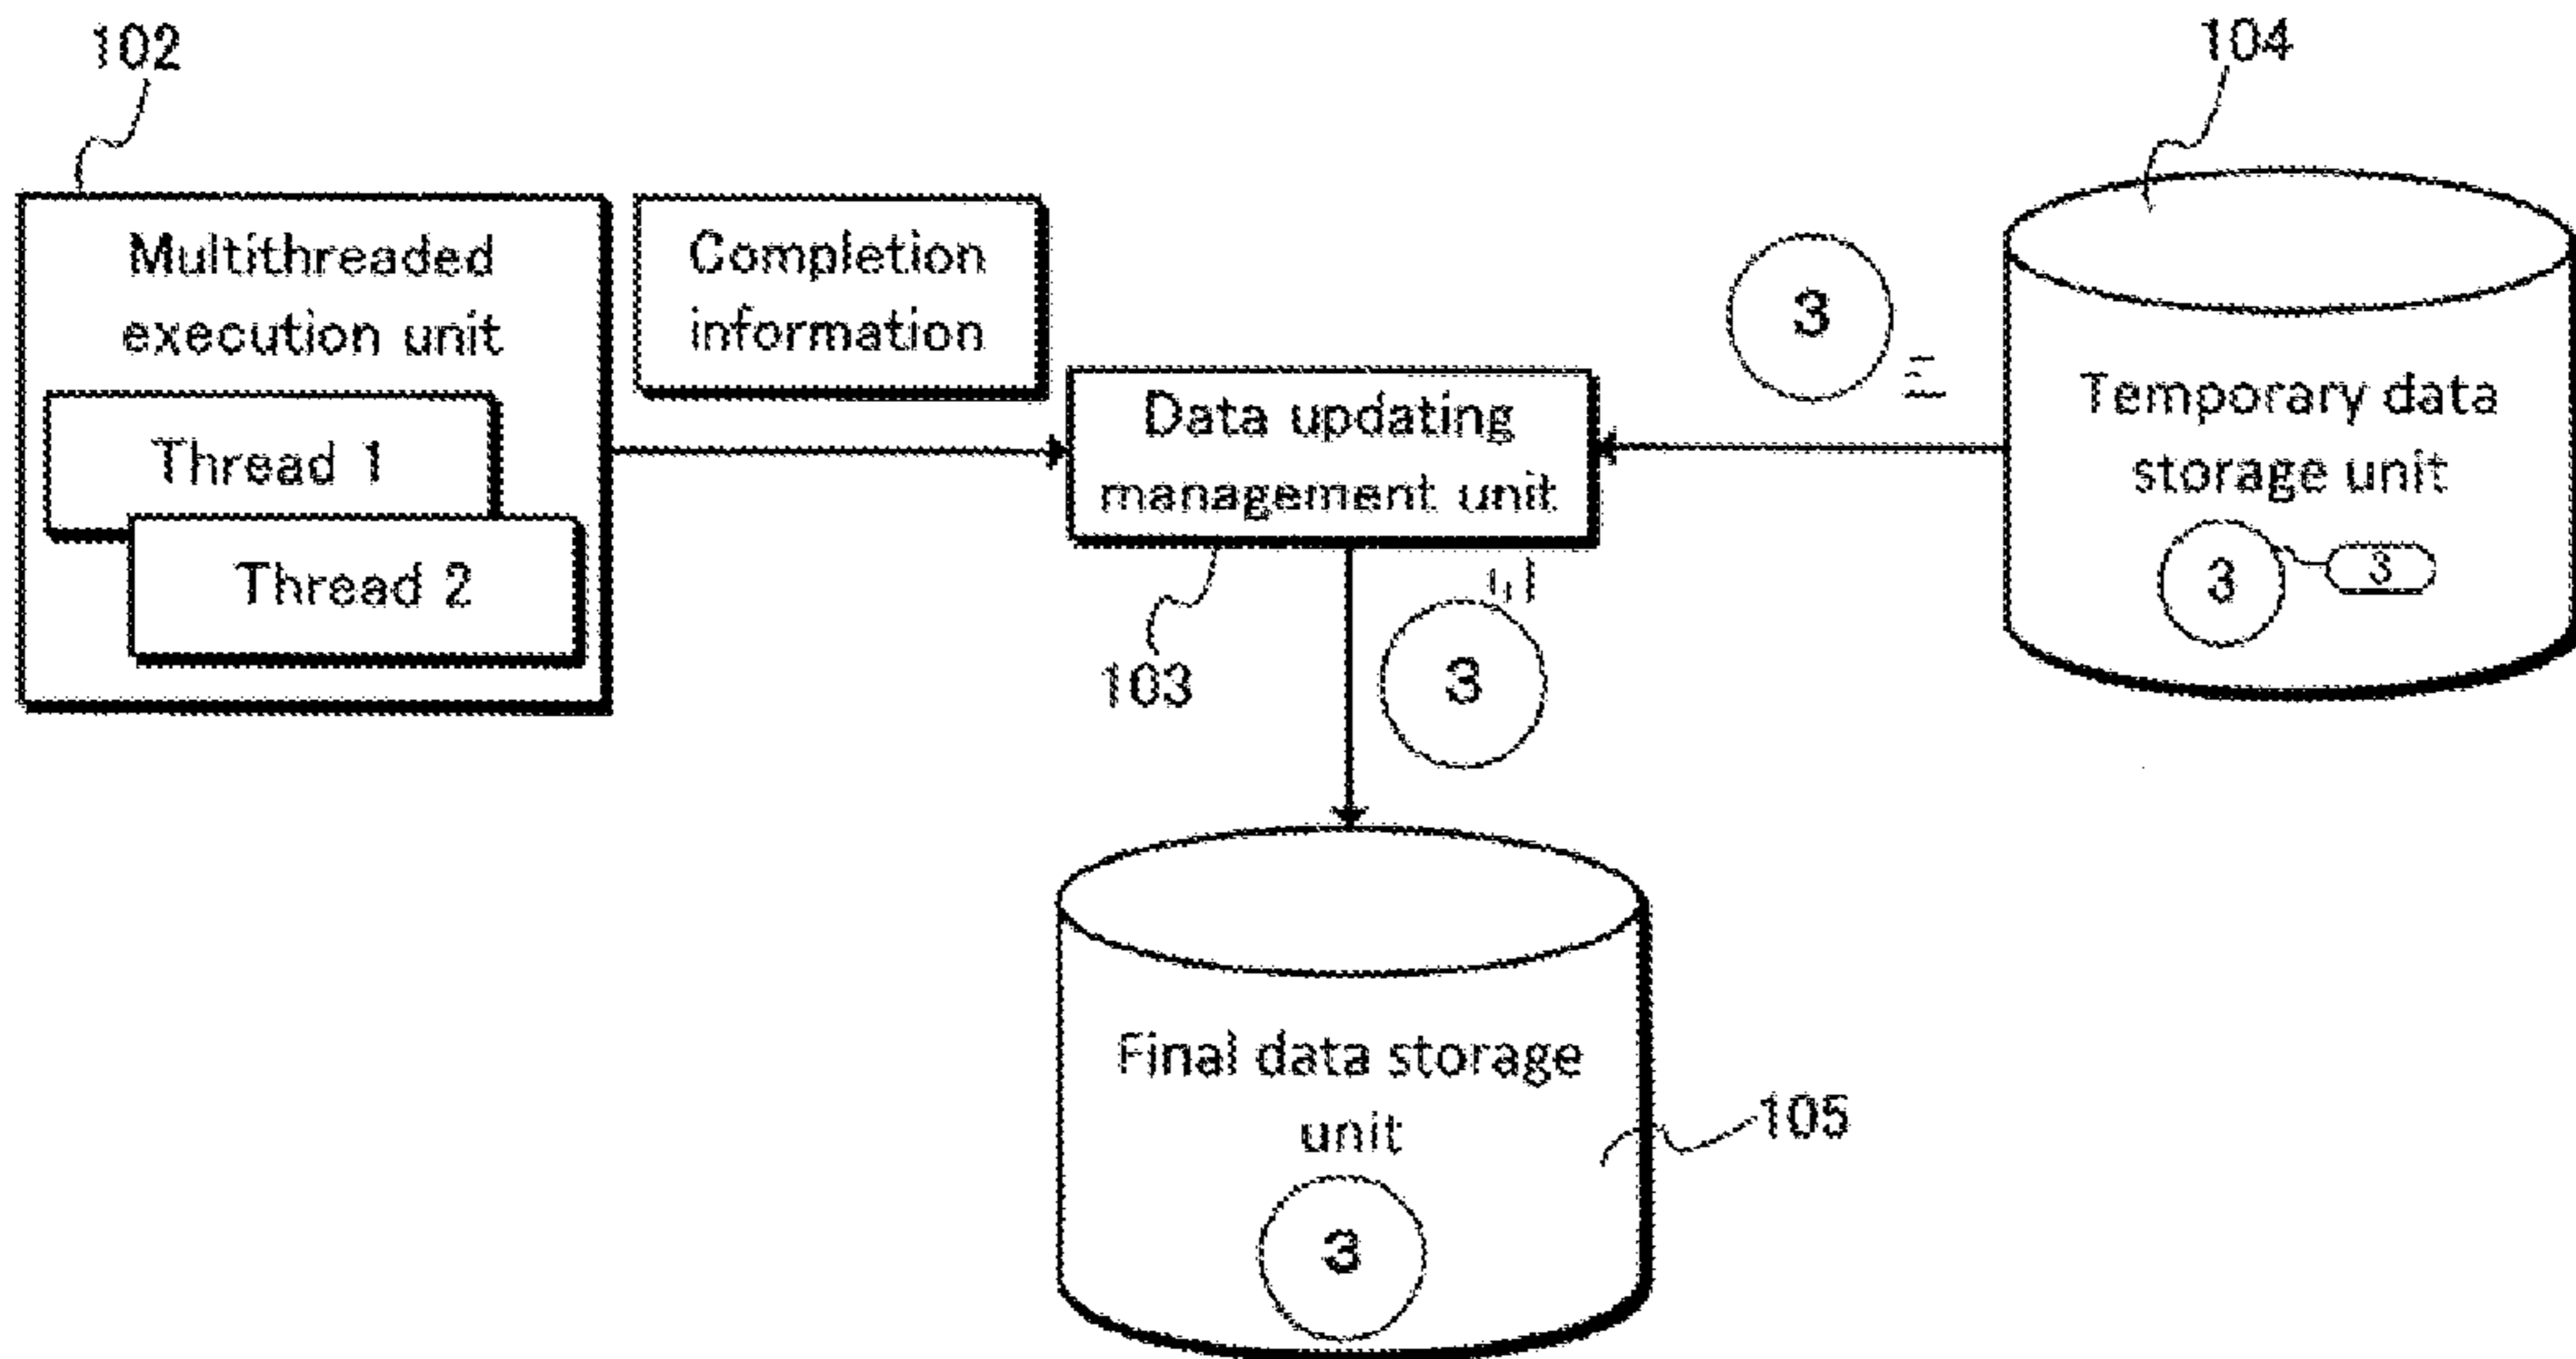 102
104
Multithreaded
execution unit
Thread 1
Thread 2
Completion
information
Data updating
management unit
103
3
Temporary data
storage unit
3
3
3
Final data storage
unit
3
105